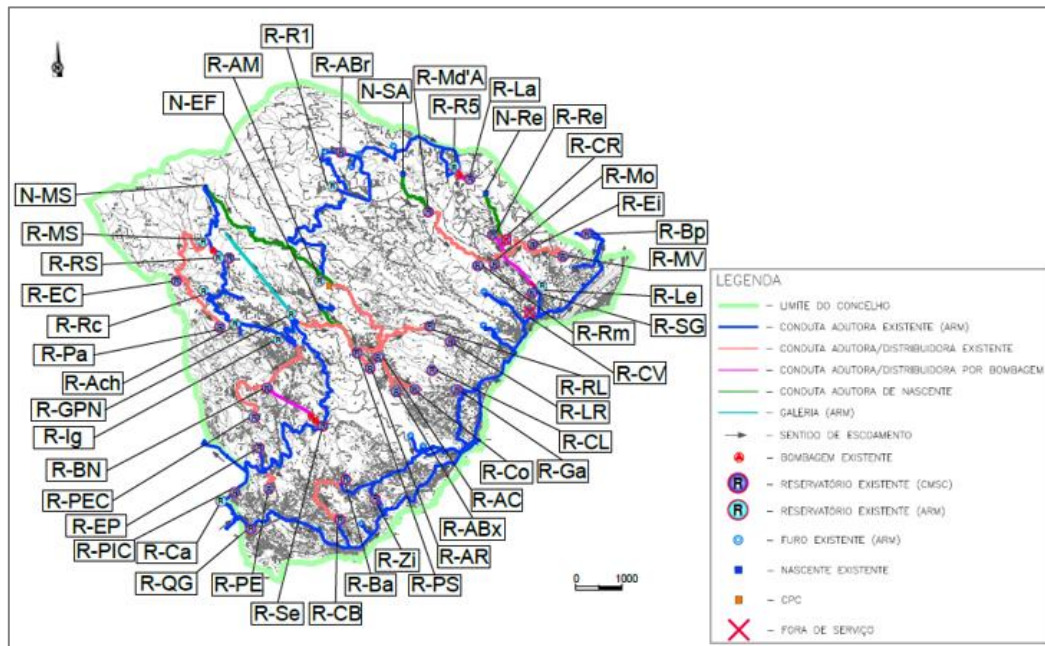 R-R1
R-AM
R-ABr
N-EF
N-SA
R-Md'A
R-La
R-R5
N-Re
R-Re
R-CR
R-Mo
R-Ei
R-Bp
R-MV
N-MS
R-MS
R-RS
R-EC
R-Rc
R-Pa
R-Ach
R-GPN
R-Ig
R-BN
R-PEC
R-EP
R-PIC
R-Ca
R-QG
R-PE
R-Se
R-CB
R-Ba
R-Zi
R-PS
R-AR
R-ABx
R-AC
R-Co
R-Ga
R-CL
R-LR
R-RL
R-CV
R-Rm
R-SG
R-Le
0 1000
LEGENDA
– LIMITE DO CONCELHO
– CONDUTA ADUTORA EXISTENTE (ARM)
– CONDUTA ADUTORA/DISTRIBUIDORA EXISTENTE
– CONDUTA ADUTORA/DISTRIBUIDORA POR BOMBAGEM
– CONDUTA ADUTORA DE NASCENTE
– GALERIA (ARM)
– SENTIDO DE ESCOAMENTO
– BOMBAGEM EXISTENTE
R – RESERVATÓRIO EXISTENTE (CMSC)
R – RESERVATÓRIO EXISTENTE (ARM)
– FURO EXISTENTE (ARM)
– NASCENTE EXISTENTE
– CPC
– FORA DE SERVIÇO